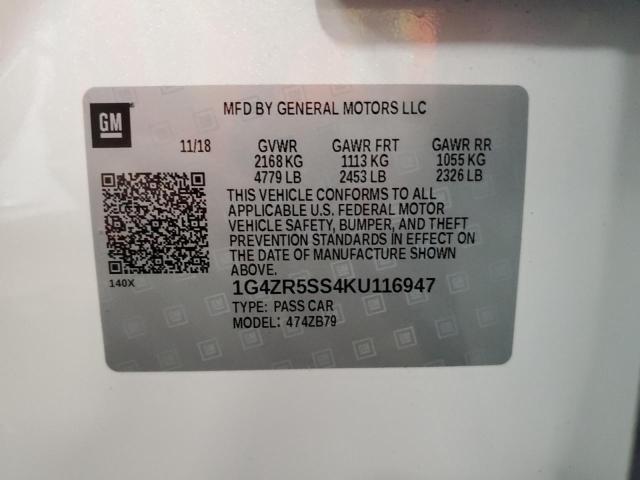 MFD BY GENERAL MOTORS LLC
GM
11/18 GVWR GAWR FRT GAWR RR
2168 KG 1113 KG 1055 KG
4779 LB 2453 LB 2326 LB
THIS VEHICLE CONFORMS TO ALL
APPLICABLE U.S. FEDERAL MOTOR
VEHICLE SAFETY, BUMPER, AND THEFT
PREVENTION STANDARDS IN EFFECT ON
THE DATE OF MANUFACTURE SHOWN
ABOVE.
140X
1G4ZR5SS4KU116947
TYPE: PASS CAR
MODEL: 474ZB79